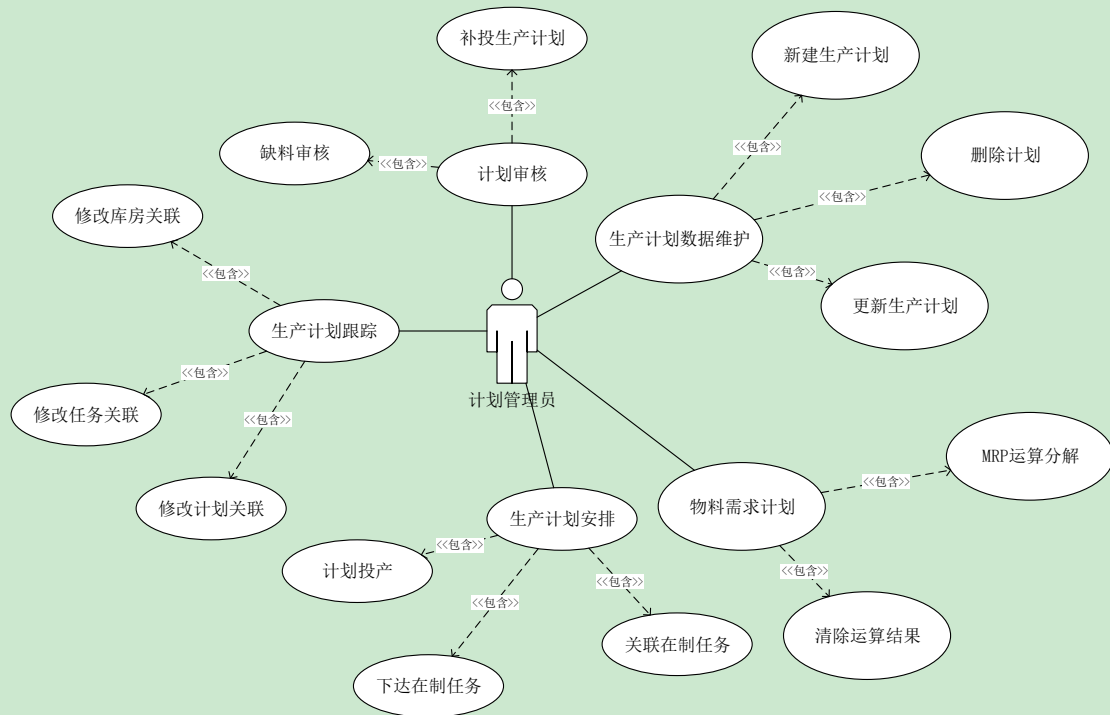 补投生产计划
新建生产计划
<<包含>>
<<包含>>
缺料审核
<<包含>>
计划审核
删除计划
<<包含>>
修改库房关联
生产计划数据维护
<<包含>>
<<包含>>
更新生产计划
生产计划跟踪
<<包含>>
计划管理员
修改任务关联
<<包含>>
MRP运算分解
<<包含>>
修改计划关联
生产计划安排
物料需求计划
<<包含>>
计划投产
<<包含>>
<<包含>>
<<包含>>
<<包含>>
关联在制任务
清除运算结果
下达在制任务